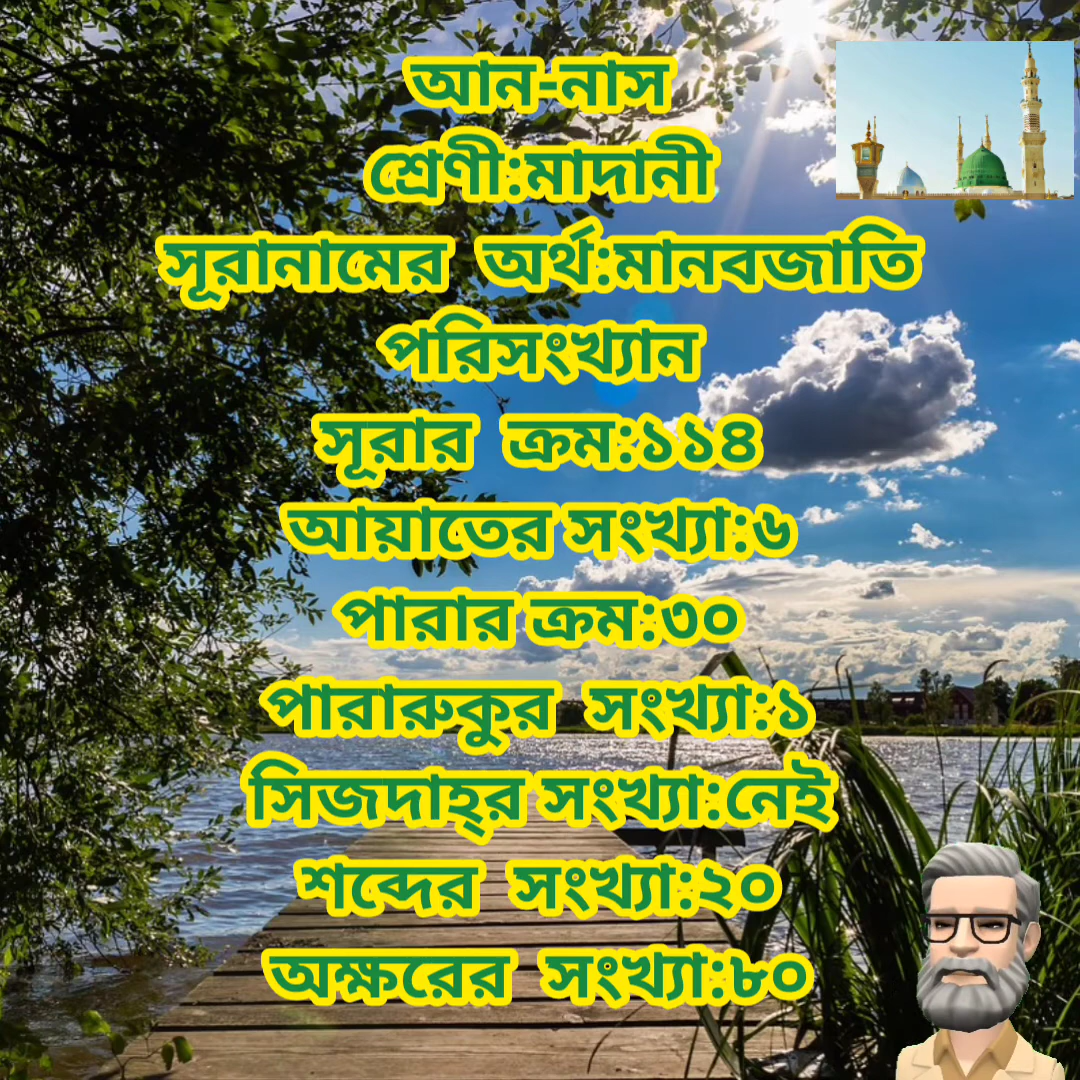 আন-নাস
শ্রেণী:মাদানী
সূরানামের অর্থ:মানবজাতি
পরিসংখ্যান
সূরার ক্রম:১১৪
আয়াতের সংখ্যা:৬
পারার ক্রম:৩০
পারারুকুর সংখ্যা:১
সিজদাহ্‌র সংখ্যা:নেই
শব্দের সংখ্যা:২০
অক্ষরের সংখ্যা:৮০